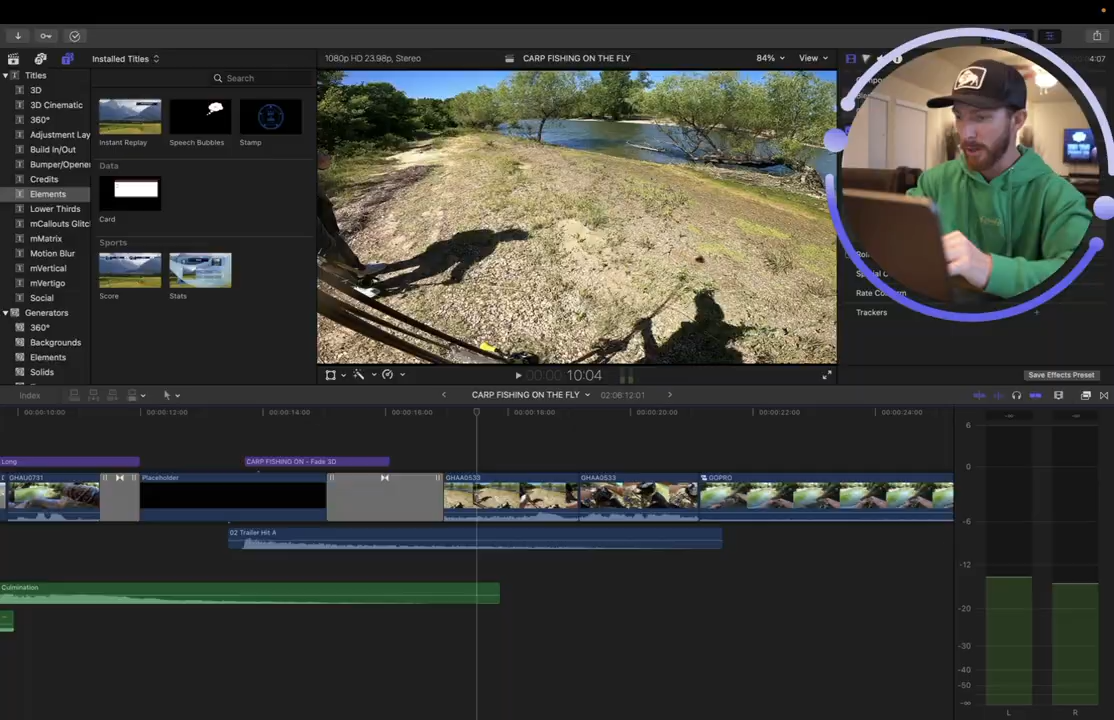 Installed Titles
1080p HD 23.98p, Stereo
CARP FISHING ON THE FLY
84%
View
4:07
Titles
3D
3D Cinematic
360°
Adjustment Lay
Build In/Out
Bumper/Opener
Credits
Elements
Lower Thirds
mCallouts Glitc
mMatrix
Motion Blur
mVertical
mVertigo
Social
Generators
360°
Backgrounds
Elements
Solids
Search
Instant Replay
Speech Bubbles
Stamp
Data
Card
Sports
Score
Stats
Trackers
Save Effects Preset
00:00:10:04
Index
CARP FISHING ON THE FLY
02:06:12:01
00:00:10:00
00:00:12:00
00:00:14:00
00:00:16:00
00:00:18:00
00:00:20:00
00:00:22:00
00:00:24:00
Long
CARP FISHING ON - Fade 3D
GHAU0731
Placeholder
GHAA0533
GHAA0533
GOPRO
02 Trailer Hit A
Culmination
6
0
-6
-12
-20
-30
-40
-50
-∞
L
R